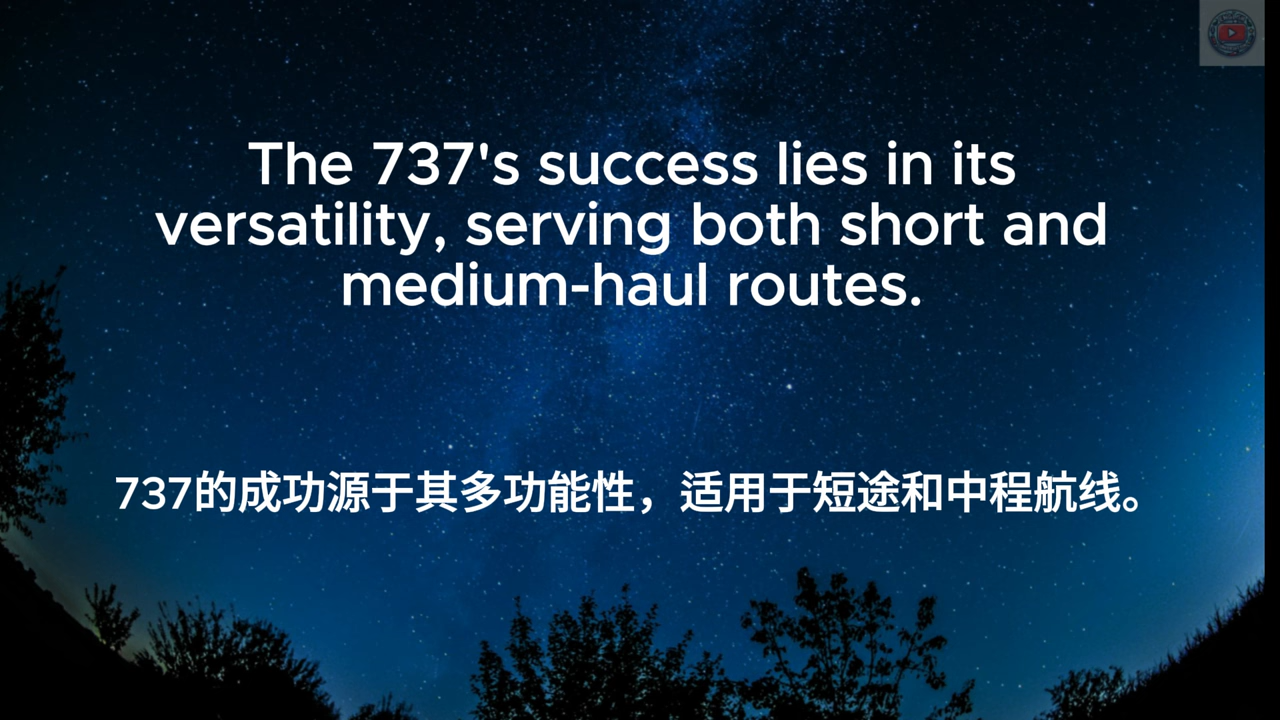 The 737's success lies in its
versatility, serving both short and
medium-haul routes.
737的成功源于其多功能性，适用于短途和中程航线。